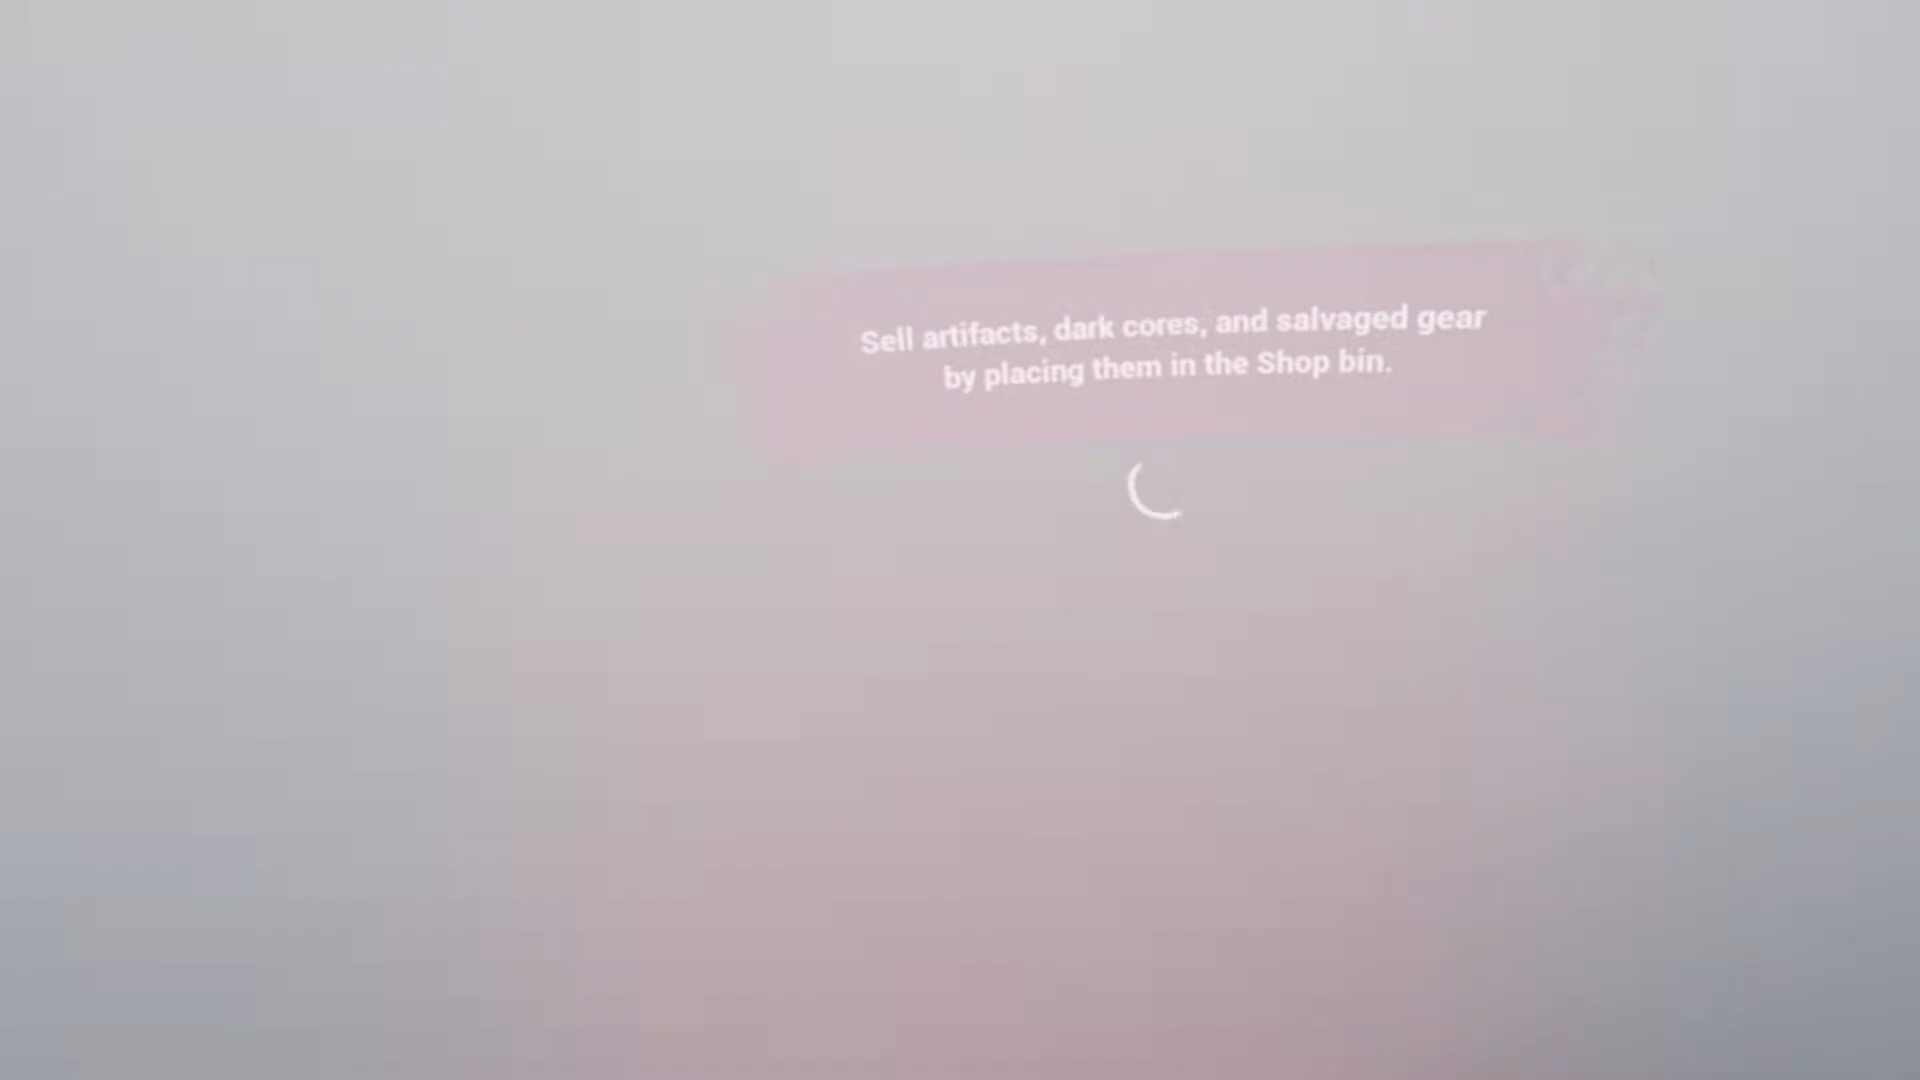 Sell artifacts, dark cores, and salvaged gear
by placing them in the Shop bin.